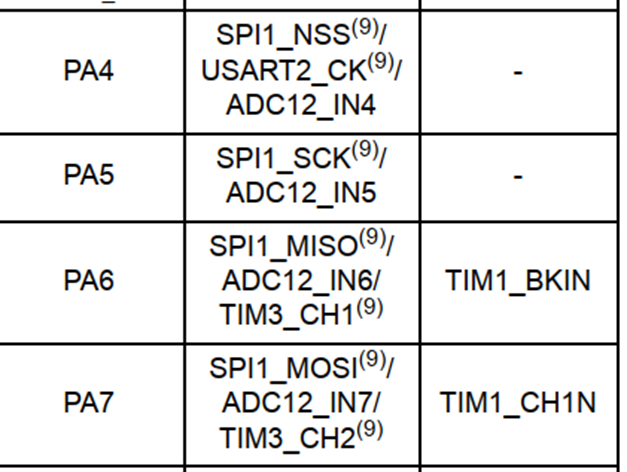 PA4
SPI1_NSS(9)/
USART2_CK(9)/
ADC12_IN4
-
PA5
SPI1_SCK(9)/
ADC12_IN5
-
PA6
SPI1_MISO(9)/
ADC12_IN6/
TIM3_CH1(9)
TIM1_BKIN
PA7
SPI1_MOSI(9)/
ADC12_IN7/
TIM3_CH2(9)
TIM1_CH1N